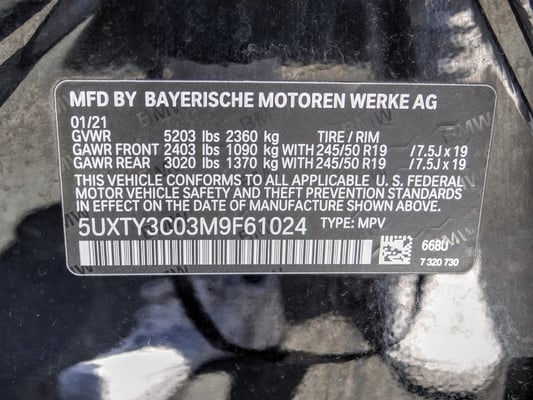 MFD BY BAYERISCHE MOTOREN WERKE AG
01/21
GVWR 5203 lbs 2360 kg TIRE / RIM
GAWR FRONT 2403 lbs 1090 kg WITH 245/50 R19 / 7.5J x 19
GAWR REAR 3020 lbs 1370 kg WITH 245/50 R19 / 7.5J x 19
THIS VEHICLE CONFORMS TO ALL APPLICABLE U. S. FEDERAL
MOTOR VEHICLE SAFETY AND THEFT PREVENTION STANDARDS
IN EFFECT ON THE DATE OF MANUFACTURE SHOWN ABOVE.
5UXTY3C03M9F61024 TYPE: MPV
6680
7 320 730